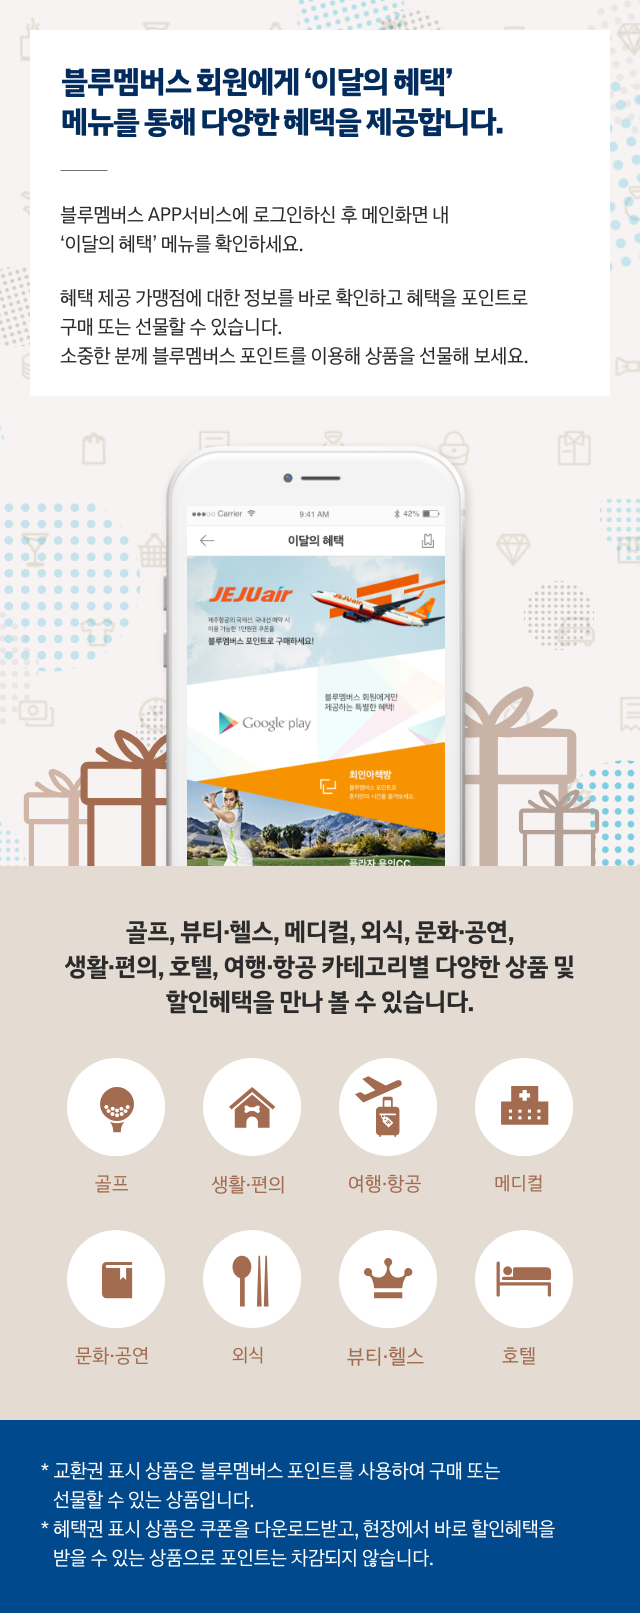 블루멤버스 회원에게 ‘이달의 혜택’
메뉴를 통해 다양한 혜택을 제공합니다.
블루멤버스 APP서비스에 로그인하신 후 메인화면 내
‘이달의 혜택’ 메뉴를 확인하세요.
혜택 제공 가맹점에 대한 정보를 바로 확인하고 혜택을 포인트로
구매 또는 선물할 수 있습니다.
소중한 분께 블루멤버스 포인트를 이용해 상품을 선물해 보세요.
Carrier 9:41 AM 42%
이달의 혜택
JEJUair
제주항공의 국제선, 국내선 예약 시
이용 가능한 1만원권 쿠폰을
블루멤버스 포인트로 구매하세요!
블루멤버스 회원에게만
제공하는 특별한 혜택!
Google play
최인아책방
블루멤버스 포인트로
혼자만의 시간을 즐겨보세요.
플라자 용인CC
골프, 뷰티·헬스, 메디컬, 외식, 문화·공연,
생활·편의, 호텔, 여행·항공 카테고리별 다양한 상품 및
할인혜택을 만나 볼 수 있습니다.
골프 생활·편의 여행·항공 메디컬
문화·공연 외식 뷰티·헬스 호텔
* 교환권 표시 상품은 블루멤버스 포인트를 사용하여 구매 또는
선물할 수 있는 상품입니다.
* 혜택권 표시 상품은 쿠폰을 다운로드받고, 현장에서 바로 할인혜택을
받을 수 있는 상품으로 포인트는 차감되지 않습니다.